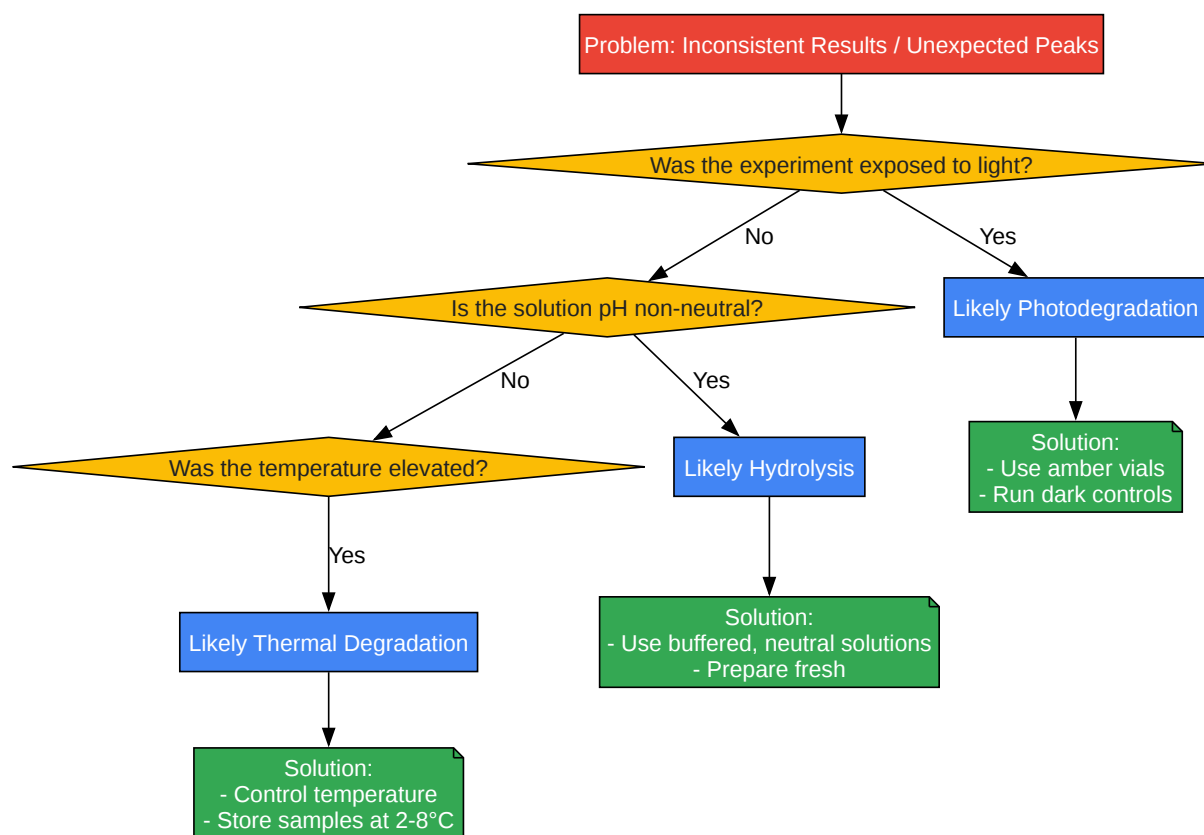 Problem: Inconsistent Results / Unexpected Peaks
Was the experiment exposed to light?
No
Yes
Is the solution pH non-neutral?
Likely Photodegradation
No
Yes
Solution:
- Use amber vials
- Run dark controls
Was the temperature elevated?
Likely Hydrolysis
Yes
Solution:
- Use buffered, neutral solutions
- Prepare fresh
Likely Thermal Degradation
Solution:
- Control temperature
- Store samples at 2-8°C